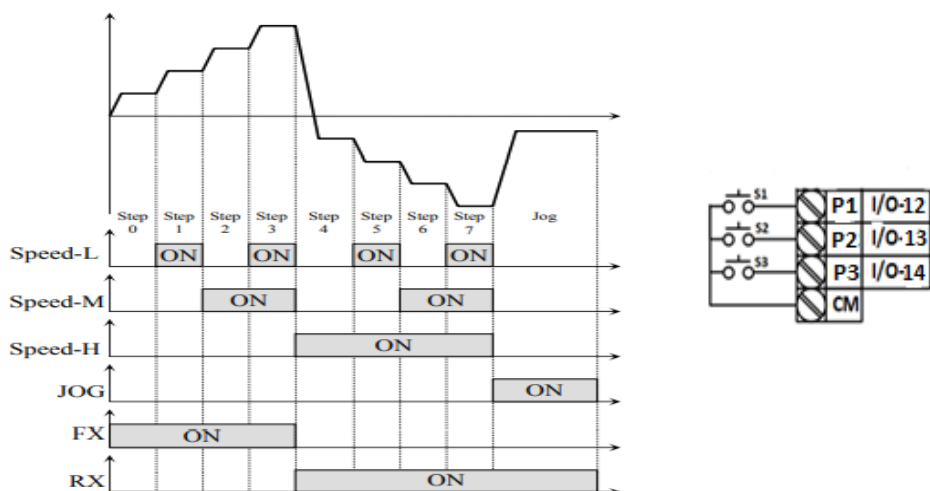 Step 0
Step 1
Step 2
Step 3
Step 4
Step 5
Step 6
Step 7
Jog
Speed-L
ON
ON
ON
ON
Speed-M
ON
ON
Speed-H
ON
JOG
ON
FX
ON
RX
ON
S1
P1 I/O-12
S2
P2 I/O-13
S3
P3 I/O-14
CM